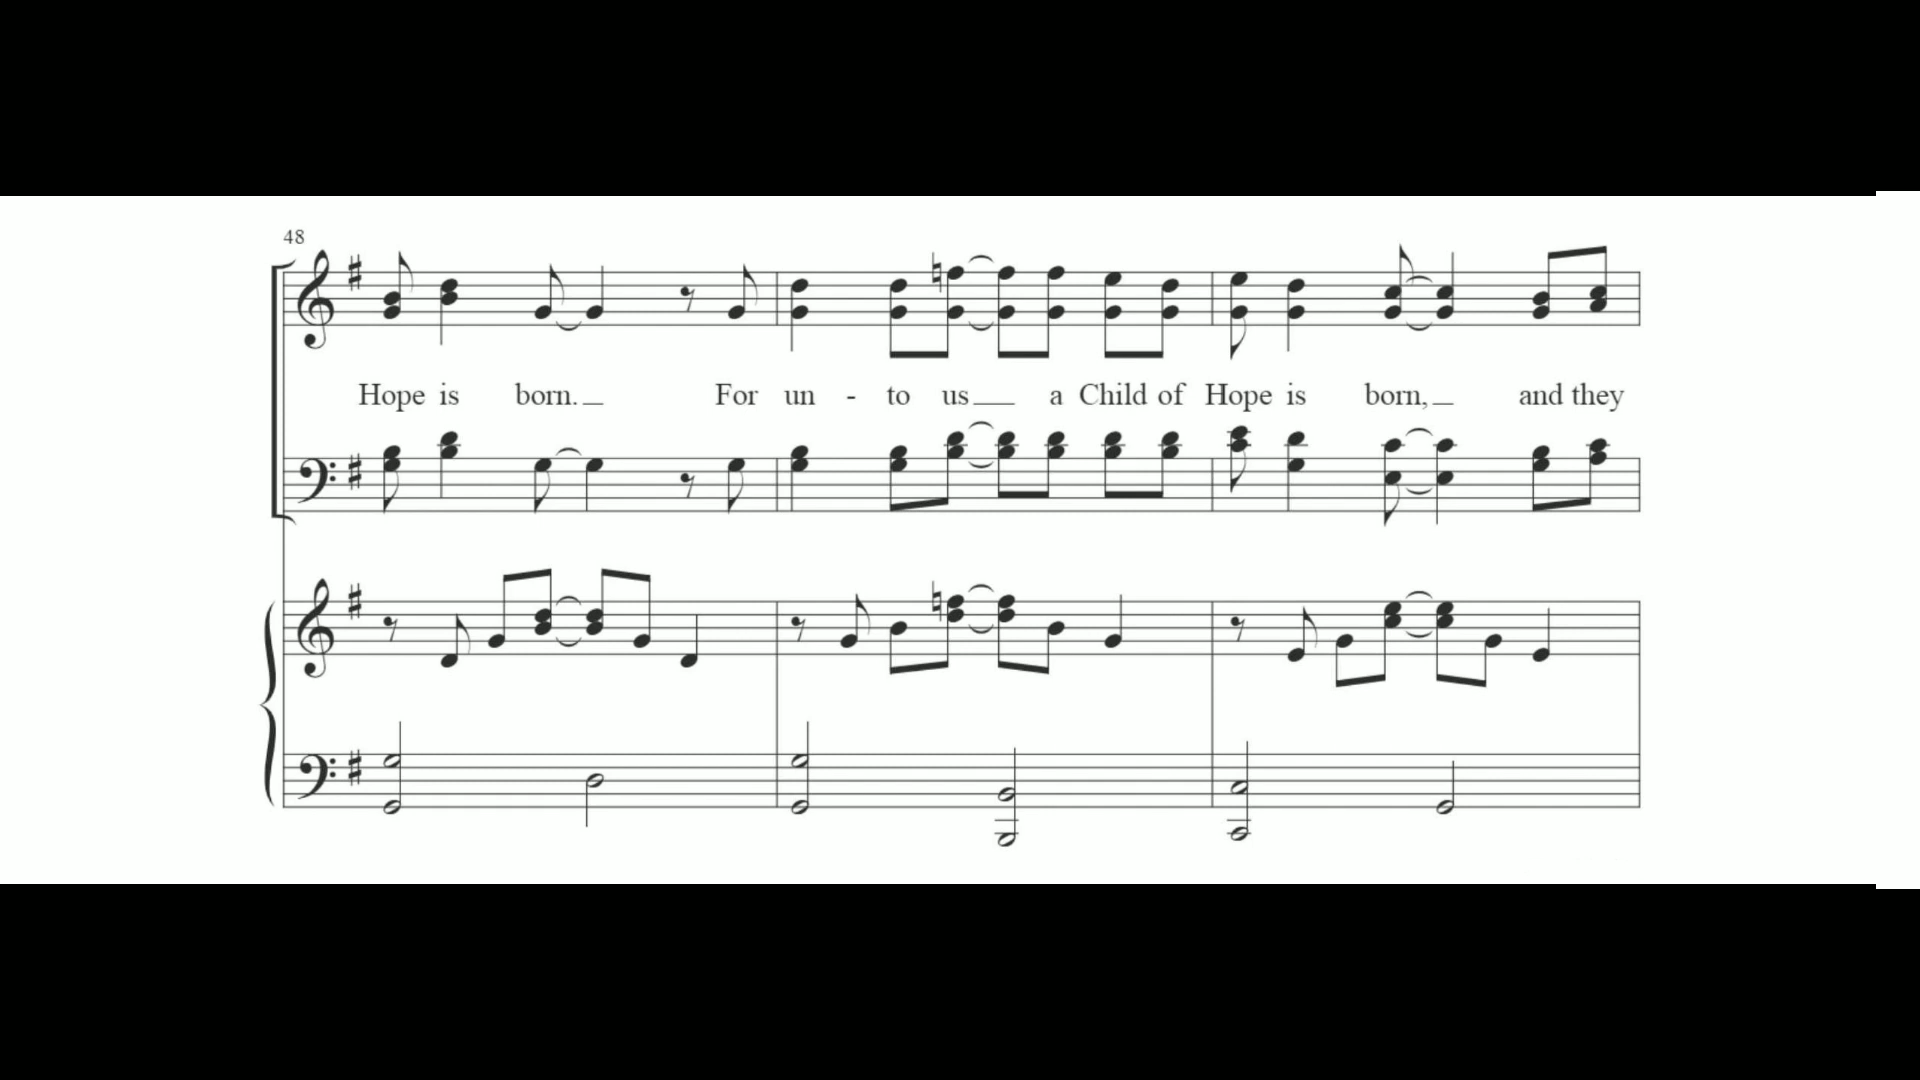 48
Hope is born. For un - to us a Child of Hope is born, and they